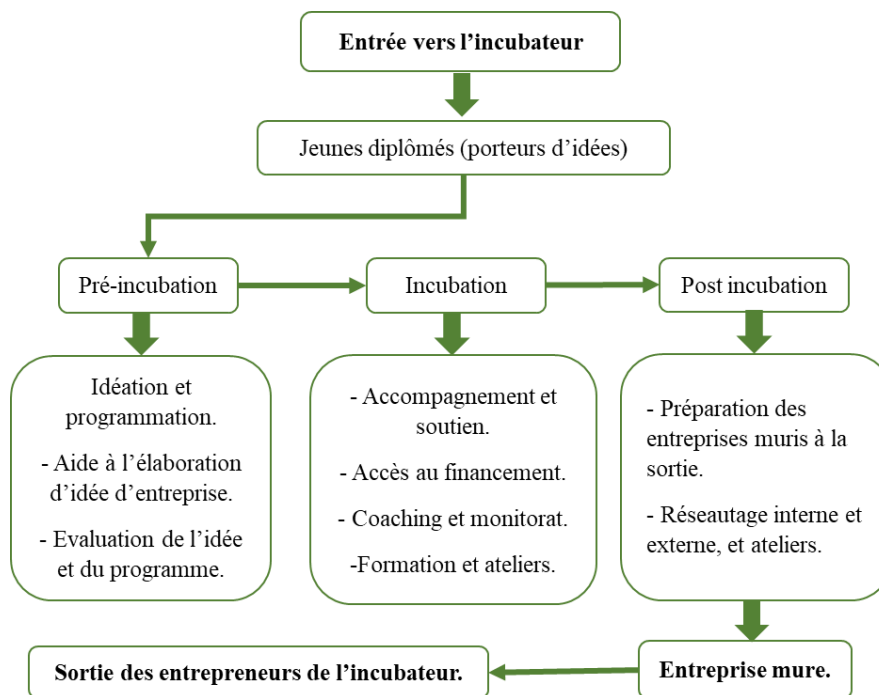 Entrée vers l’incubateur
Jeunes diplômés (porteurs d’idées)
Pré-incubation
Incubation
Post incubation
Idéation et
programmation.
- Aide à l’élaboration
d’idée d’entreprise.
- Evaluation de l’idée
et du programme.
- Accompagnement et
soutien.
- Accès au financement.
- Coaching et monitorat.
-Formation et ateliers.
- Préparation des
entreprises muris à la
sortie.
- Réseautage interne et
externe, et ateliers.
Sortie des entrepreneurs de l’incubateur.
Entreprise mure.